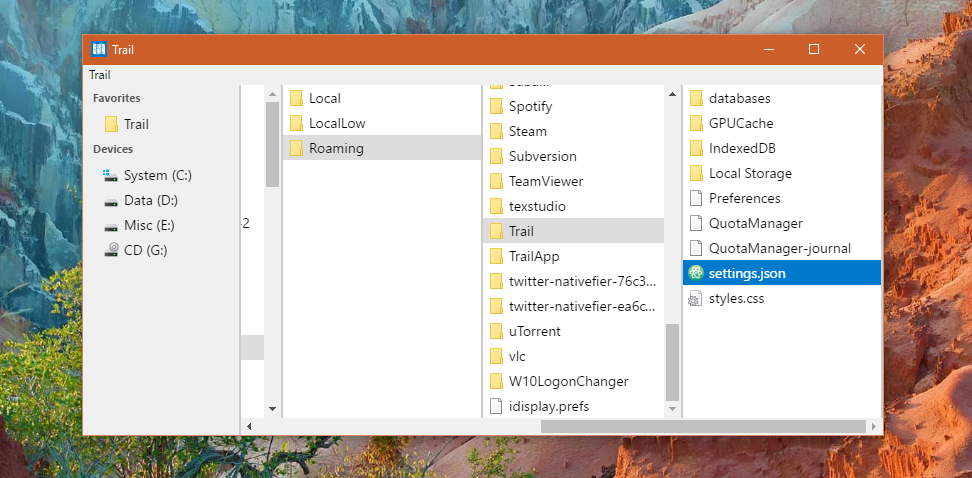 Trail
Trail
Favorites
Trail
Devices
System (C:)
Data (D:)
Misc (E:)
CD (G:)
-2
Local
LocalLow
Roaming
Spotify
Steam
Subversion
TeamViewer
texstudio
Trail
TrailApp
twitter-nativefier-76c3...
twitter-nativefier-ea6c...
uTorrent
vlc
W10LogonChanger
idisplay.prefs
databases
GPUCache
IndexedDB
Local Storage
Preferences
QuotaManager
QuotaManager-journal
settings.json
styles.css